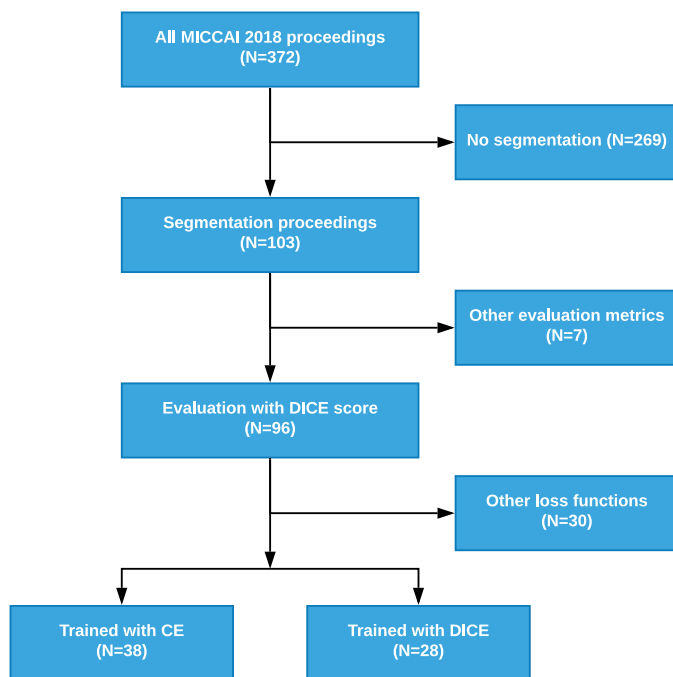 All MICCAI 2018 proceedings
(N=372)
No segmentation (N=269)
Segmentation proceedings
(N=103)
Other evaluation metrics
(N=7)
Evaluation with DICE score
(N=96)
Other loss functions
(N=30)
Trained with CE
(N=38)
Trained with DICE
(N=28)